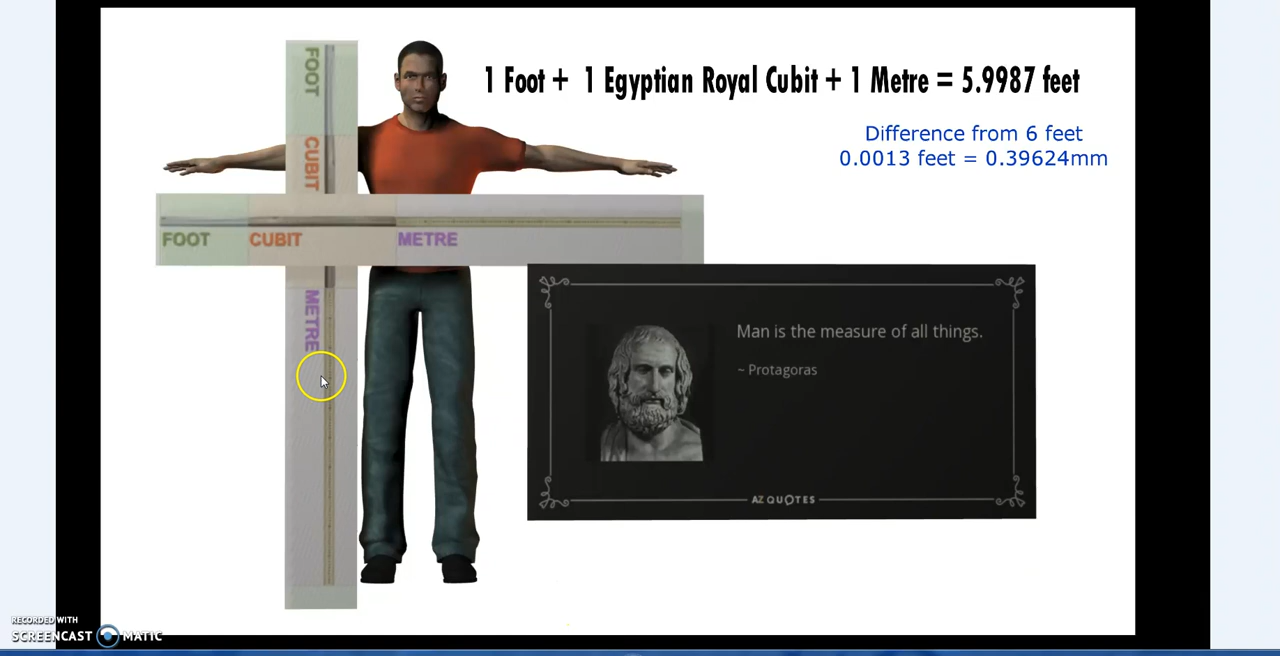 1 Foot + 1 Egyptian Royal Cubit + 1 Metre = 5.9987 feet
Difference from 6 feet
0.0013 feet = 0.39624mm
FOOT
CUBIT
METRE
FOOT CUBIT METRE
Man is the measure of all things.
~ Protagoras
AZ QUOTES
RECORDED WITH
SCREENCAST MATIC